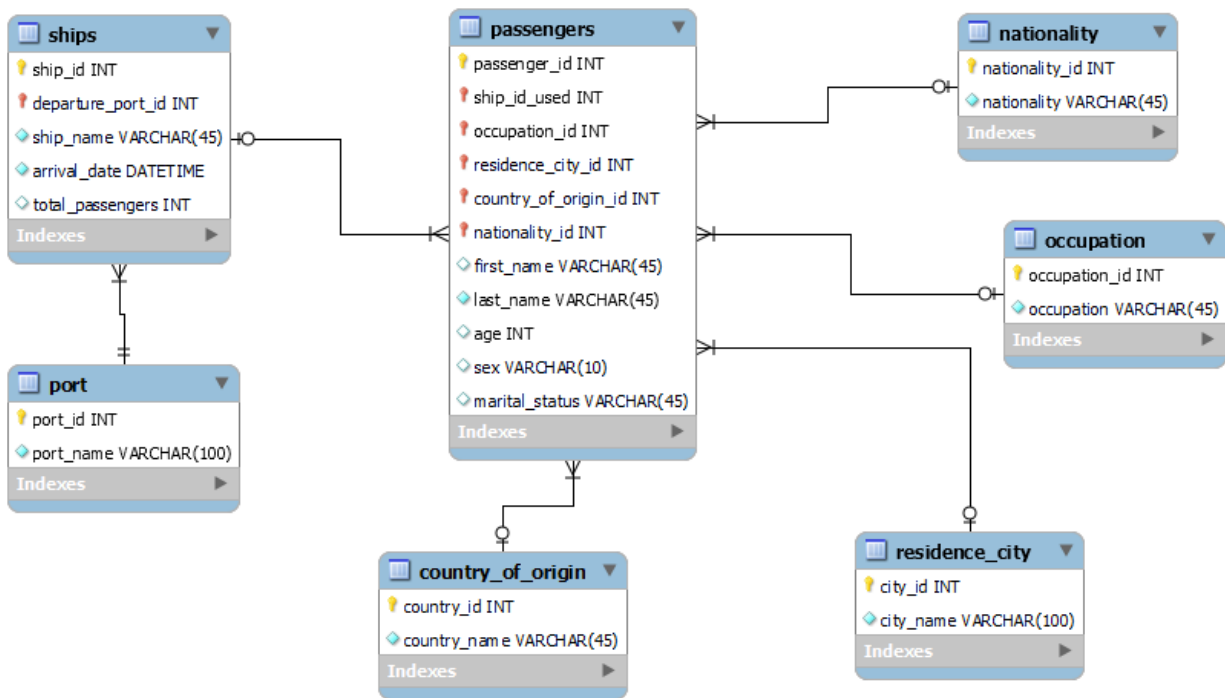 ships
ship_id INT
departure_port_id INT
ship_name VARCHAR(45)
arrival_date DATETIME
total_passengers INT
Indexes
port
port_id INT
port_name VARCHAR(100)
Indexes
passengers
passenger_id INT
ship_id_used INT
occupation_id INT
residence_city_id INT
country_of_origin_id INT
nationality_id INT
first_name VARCHAR(45)
last_name VARCHAR(45)
age INT
sex VARCHAR(10)
marital_status VARCHAR(45)
Indexes
country_of_origin
country_id INT
country_name VARCHAR(45)
Indexes
nationality
nationality_id INT
nationality VARCHAR(45)
Indexes
occupation
occupation_id INT
occupation VARCHAR(45)
Indexes
residence_city
city_id INT
city_name VARCHAR(100)
Indexes